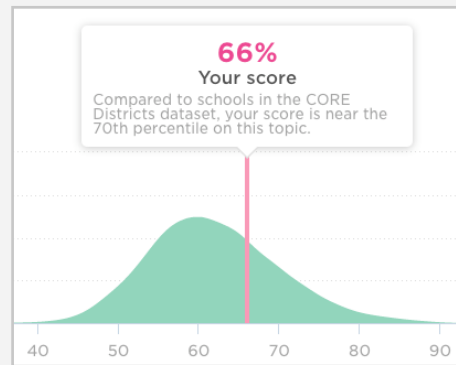 66%
Your score
Compared to schools in the CORE
Districts dataset, your score is near the
70th percentile on this topic.
40 50 60 70 80 90